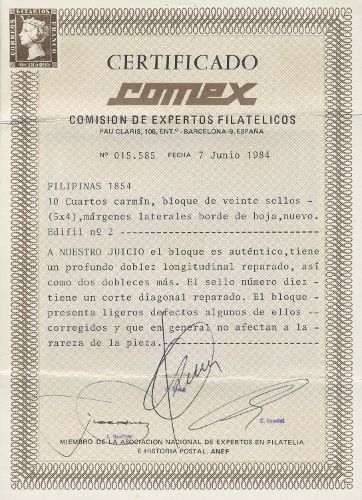 CORREOS 6 CUARTOS FRANCO 1850
CERTIFICADO
comex
COMISION DE EXPERTOS FILATELICOS
PAU CLARIS, 106, ENT.º - BARCELONA-9. ESPAÑA
Nº 015.585 FECHA 7 Junio 1984
FILIPINAS 1854
10 Cuartos carmín, bloque de veinte sellos -
(5x4),márgenes laterales borde de hoja,nuevo.
Edifil nº 2 -
A NUESTRO JUICIO el bloque es auténtico,tiene
un profundo doblez longitudinal reparado, así
como dos dobleces más. El sello número diez-
tiene un corte diagonal reparado. El bloque -
presenta ligeros defectos algunos de ellos --
corregidos y que en general no afectan a la -
rareza de la pieza.
MIEMBRO DE LA ASOCIACION NACIONAL DE EXPERTOS EN FILATELIA
E HISTORIA POSTAL. ANEF